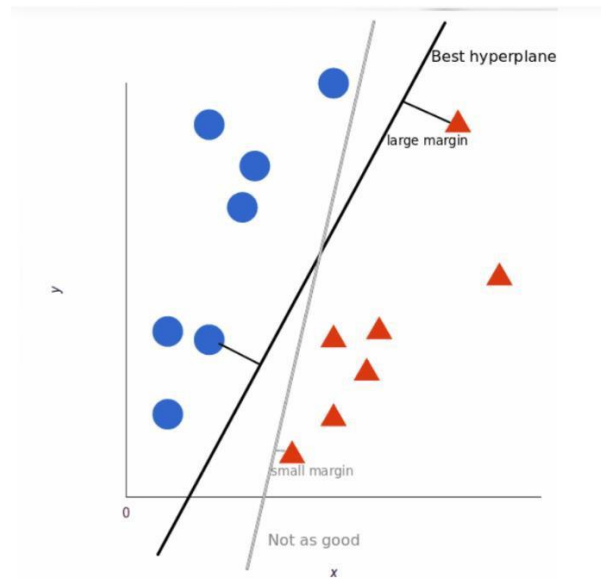 Best hyperplane
large margin
y
small margin
0
Not as good
x